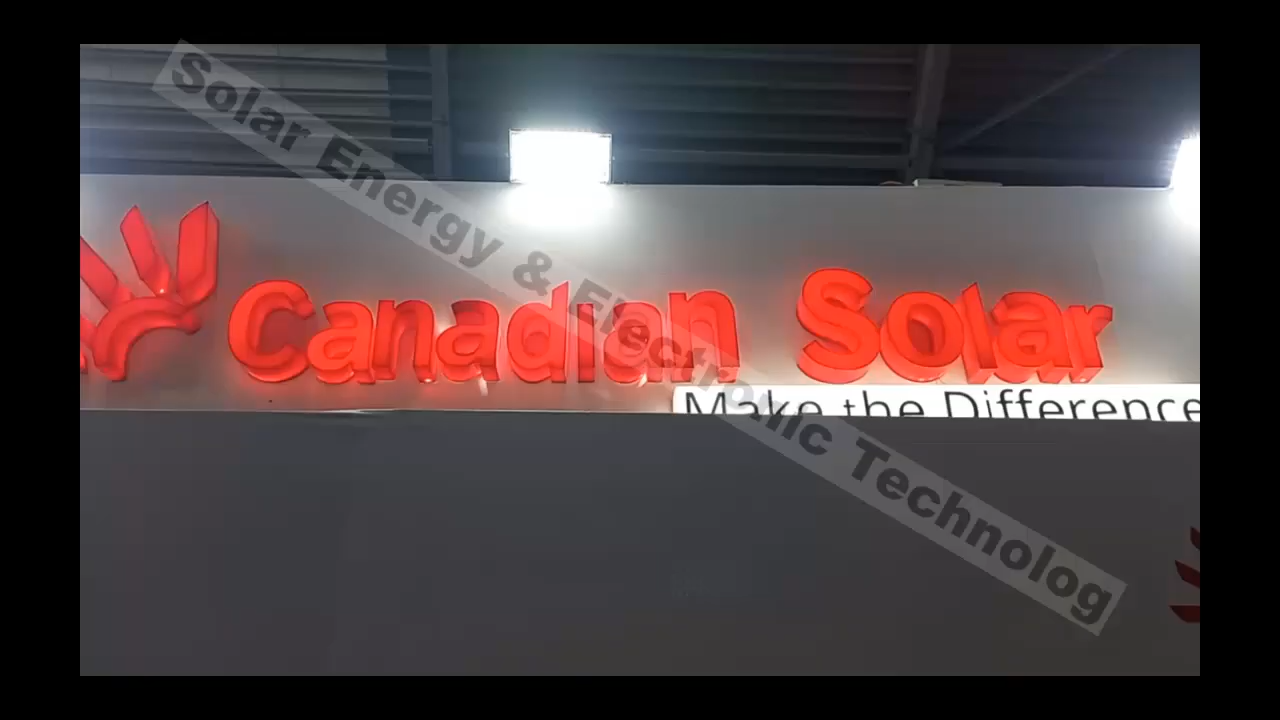 Solar Energy & Electronic Technolog
Canadian Solar
Make the Difference